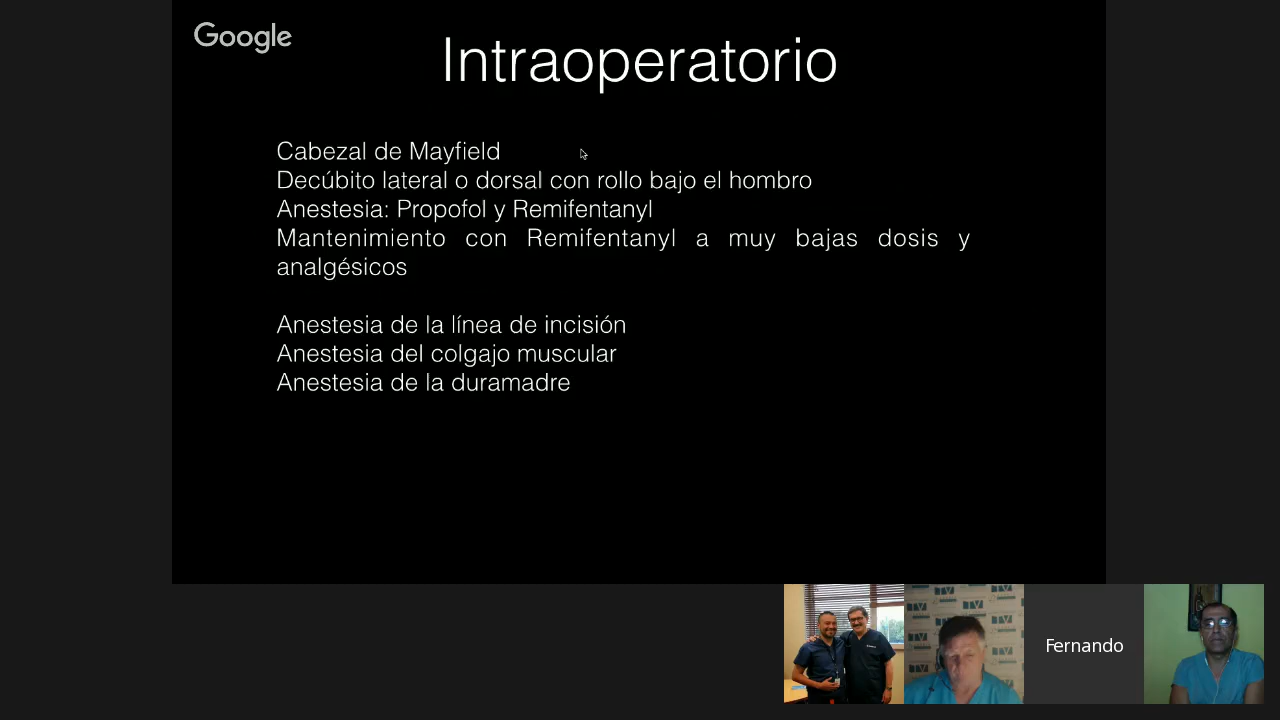 Google
Intraoperatorio
Cabezal de Mayfield
Decúbito lateral o dorsal con rollo bajo el hombro
Anestesia: Propofol y Remifentanyl
Mantenimiento con Remifentanyl a muy bajas dosis y
analgésicos
Anestesia de la línea de incisión
Anestesia del colgajo muscular
Anestesia de la duramadre
Fernando